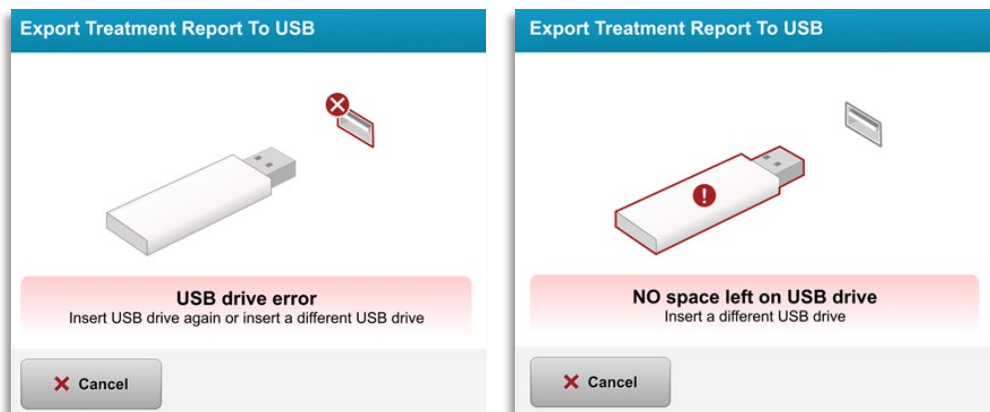 Export Treatment Report To USB
USB drive error
Insert USB drive again or insert a different USB drive
Cancel
Export Treatment Report To USB
NO space left on USB drive
Insert a different USB drive
Cancel